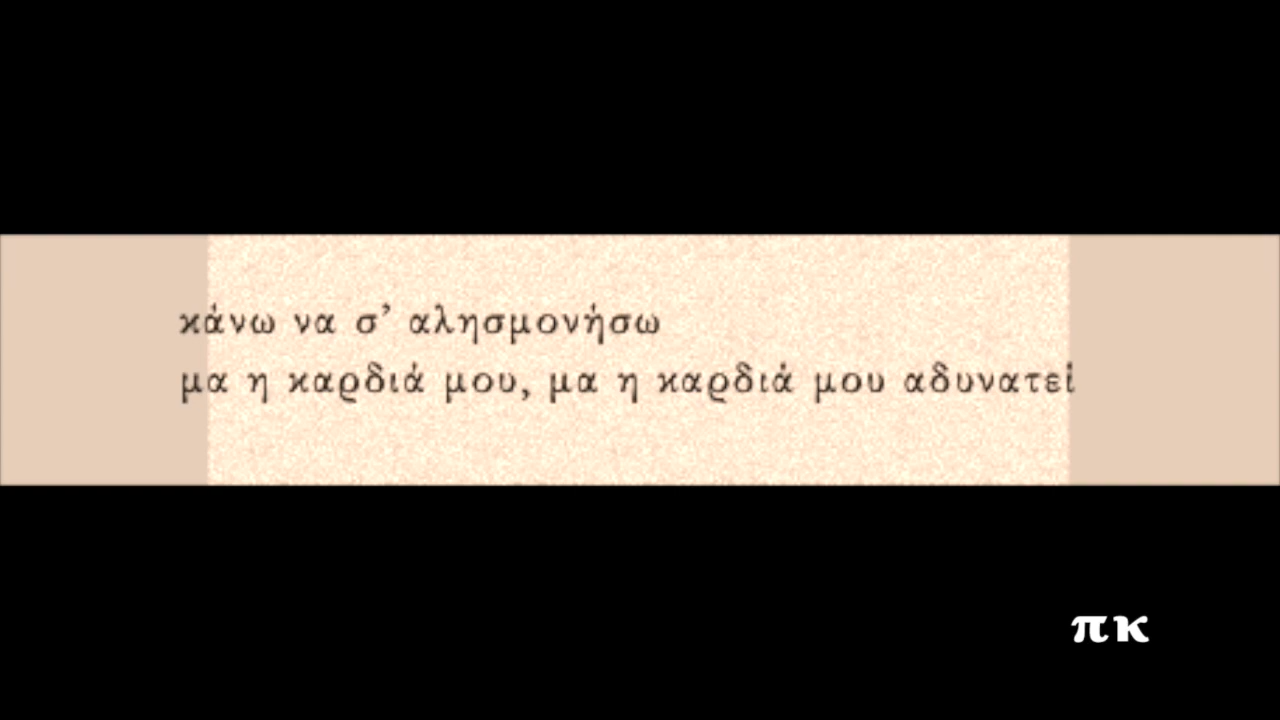 κάνω να σ’ αλησμονήσω
μα η καρδιά μου, μα η καρδιά μου αδυνατεί
πκ